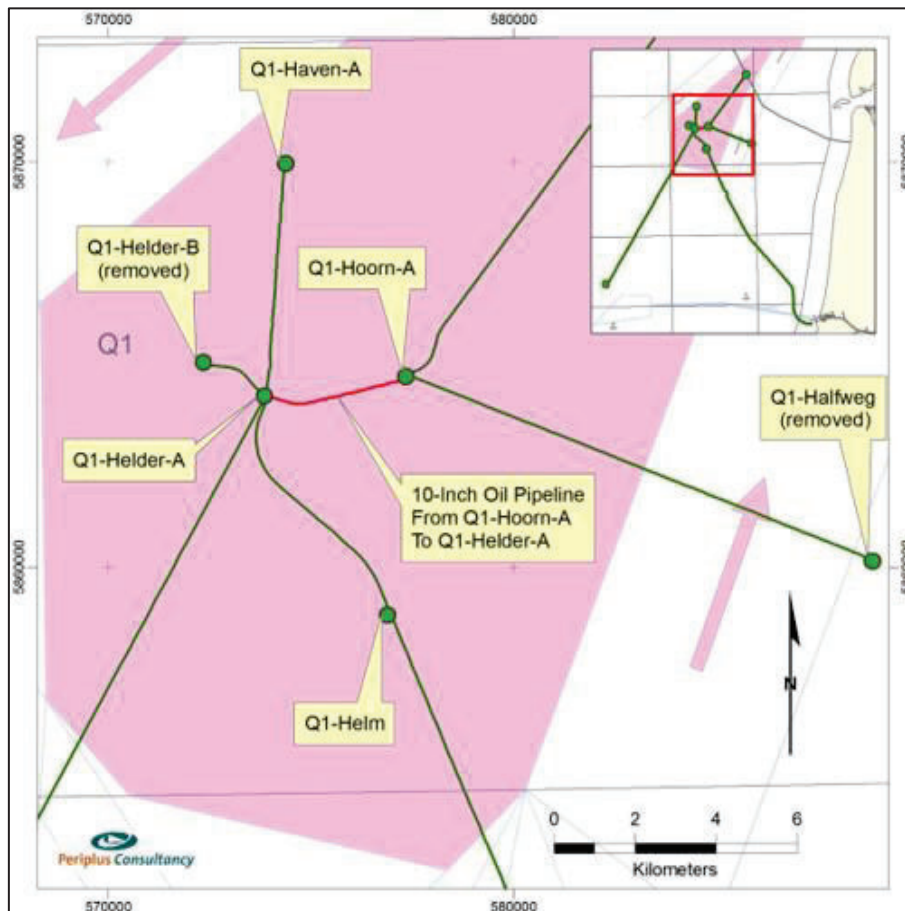 570000
580000
Q1-Haven-A
5870000
Q1-Helder-B
(removed)
Q1-Hoorn-A
Q1
Q1-Halfweg
(removed)
Q1-Helder-A
10-Inch Oil Pipeline
From Q1-Hoorn-A
To Q1-Helder-A
5860000
Q1-Helm
N
0 2 4 6
Kilometers
Periplus Consultancy
570000
580000